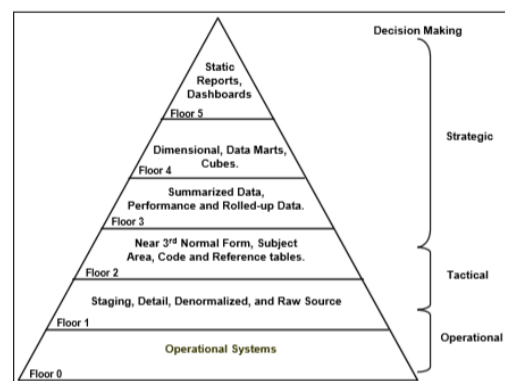 Decision Making
Static
Reports,
Dashboards
Floor 5
Strategic
Dimensional, Data Marts,
Cubes.
Floor 4
Summarized Data,
Performance and Rolled-up Data.
Floor 3
Near 3rd Normal Form, Subject
Area, Code and Reference tables.
Floor 2
Tactical
Staging, Detail, Denormalized, and Raw Source
Floor 1
Operational
Operational Systems
Floor 0